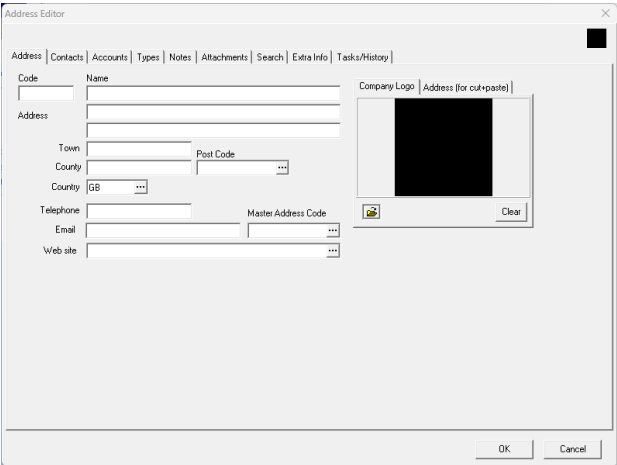 Address Editor
Address Contacts Accounts Types Notes Attachments Search Extra Info Tasks/History
Code Name
Company Logo Address (for cut+paste)
Address
Town
Post Code
County ...
Country GB ...
Telephone
Master Address Code
Clear
Email ...
Web site ...
OK Cancel